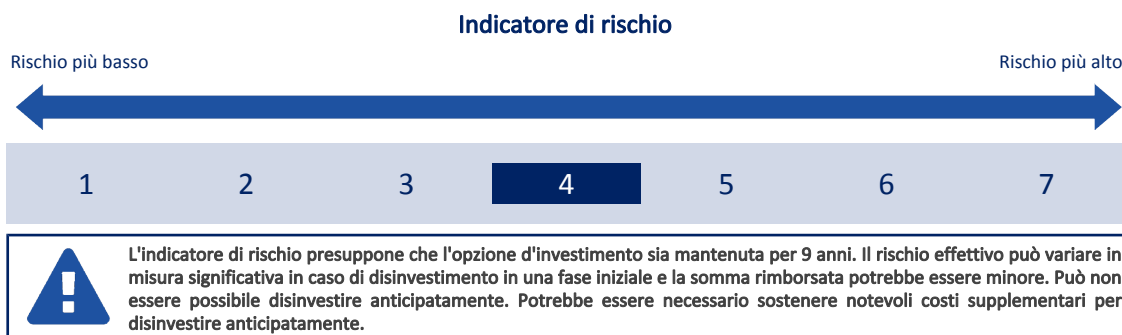 Indicatore di rischio
Rischio più basso
Rischio più alto
1 2 3 4 5 6 7
L'indicatore di rischio presuppone che l'opzione d'investimento sia mantenuta per 9 anni. Il rischio effettivo può variare in
misura significativa in caso di disinvestimento in una fase iniziale e la somma rimborsata potrebbe essere minore. Può non
essere possibile disinvestire anticipatamente. Potrebbe essere necessario sostenere notevoli costi supplementari per
disinvestire anticipatamente.